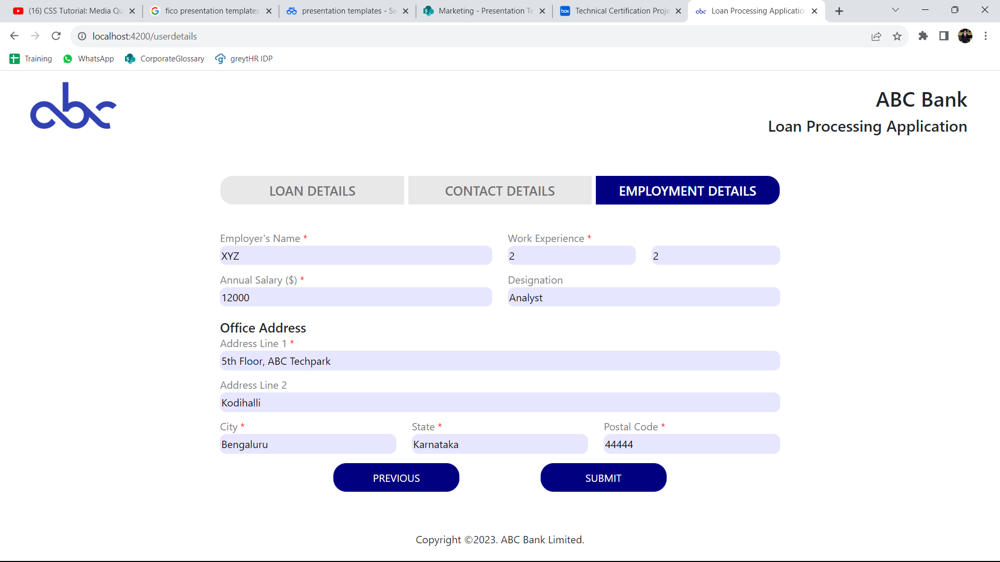 (16) CSS Tutorial: Media Qu
fico presentation templates
presentation templates - Se
Marketing - Presentation Te
Technical Certification Proje
Loan Processing Application
localhost:4200/userdetails
Training
WhatsApp
CorporateGlossary
greytHR IDP
abc
ABC Bank
Loan Processing Application
LOAN DETAILS
CONTACT DETAILS
EMPLOYMENT DETAILS
Employer's Name *
Work Experience *
XYZ
2
2
Annual Salary ($) *
Designation
12000
Analyst
Office Address
Address Line 1 *
5th Floor, ABC Techpark
Address Line 2
Kodihalli
City *
State *
Postal Code *
Bengaluru
Karnataka
44444
PREVIOUS
SUBMIT
Copyright ©2023. ABC Bank Limited.